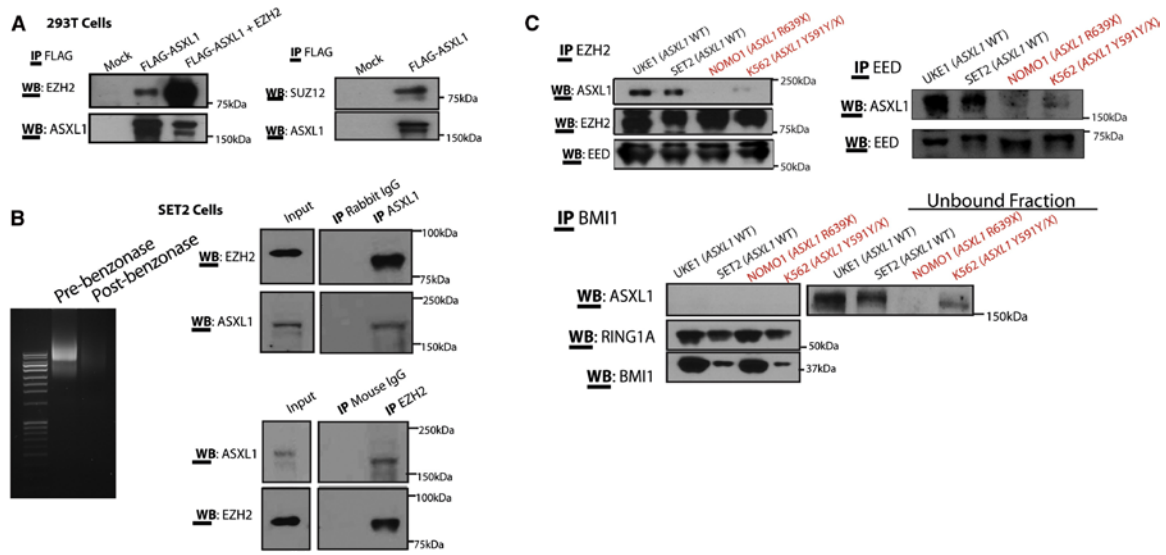 A
293T Cells
IP FLAG
Mock
FLAG-ASXL1
FLAG-ASXL1 + EZH2
WB: EZH2
75kDa
WB: ASXL1
150kDa
IP FLAG
Mock
FLAG-ASXL1
WB: SUZ12
75kDa
WB: ASXL1
150kDa
B
SET2 Cells
Pre-benzonase
Post-benzonase
Input
IP Rabbit IgG
IP ASXL1
100kDa
WB: EZH2
75kDa
250kDa
WB: ASXL1
150kDa
Input
IP Mouse IgG
IP EZH2
250kDa
WB: ASXL1
150kDa
100kDa
WB: EZH2
75kDa
C
IP EZH2
UKE1 (ASXL1 WT)
SET2 (ASXL1 WT)
NOMO1 (ASXL1 R639X)
K562 (ASXL1 Y591Y/X)
250kDa
WB: ASXL1
WB: EZH2
75kDa
WB: EED
50kDa
IP EED
UKE1 (ASXL1 WT)
SET2 (ASXL1 WT)
NOMO1 (ASXL1 R639X)
K562 (ASXL1 Y591Y/X)
WB: ASXL1
150kDa
75kDa
WB: EED
IP BMI1
Unbound Fraction
UKE1 (ASXL1 WT)
SET2 (ASXL1 WT)
NOMO1 (ASXL1 R639X)
K562 (ASXL1 Y591Y/X)
UKE1 (ASXL1 WT)
SET2 (ASXL1 WT)
NOMO1 (ASXL1 R639X)
K562 (ASXL1 Y591Y/X)
WB: ASXL1
150kDa
WB: RING1A
50kDa
37kDa
WB: BMI1